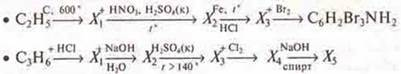 • C2H5 C, 600° → X1 + HNO3, H2SO4(к) t° → X2 Fe, t° HCl → X3 + Br2 → C6H2Br3NH2
• C3H6 + HCl → X1 NaOH H2O → X2 H2SO4(к) t > 140° → X3 + Cl2 → X4 NaOH спирт → X5